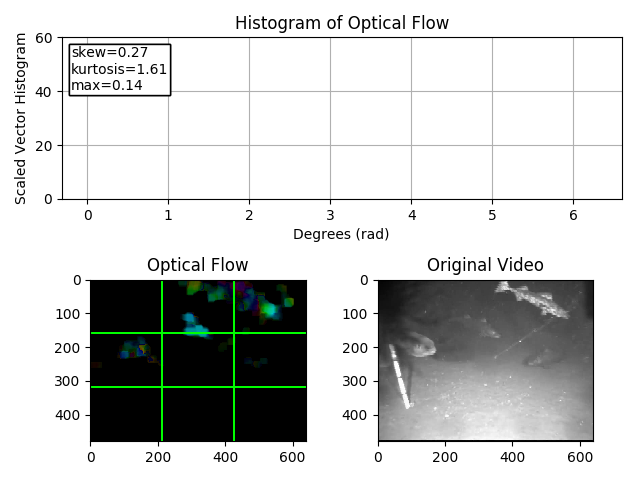 Histogram of Optical Flow
Scaled Vector Histogram
60
40
20
0
skew=0.27
kurtosis=1.61
max=0.14
0 1 2 3 4 5 6
Degrees (rad)
Optical Flow
0
100
200
300
400
0 200 400 600
Original Video
0
100
200
300
400
0 200 400 600